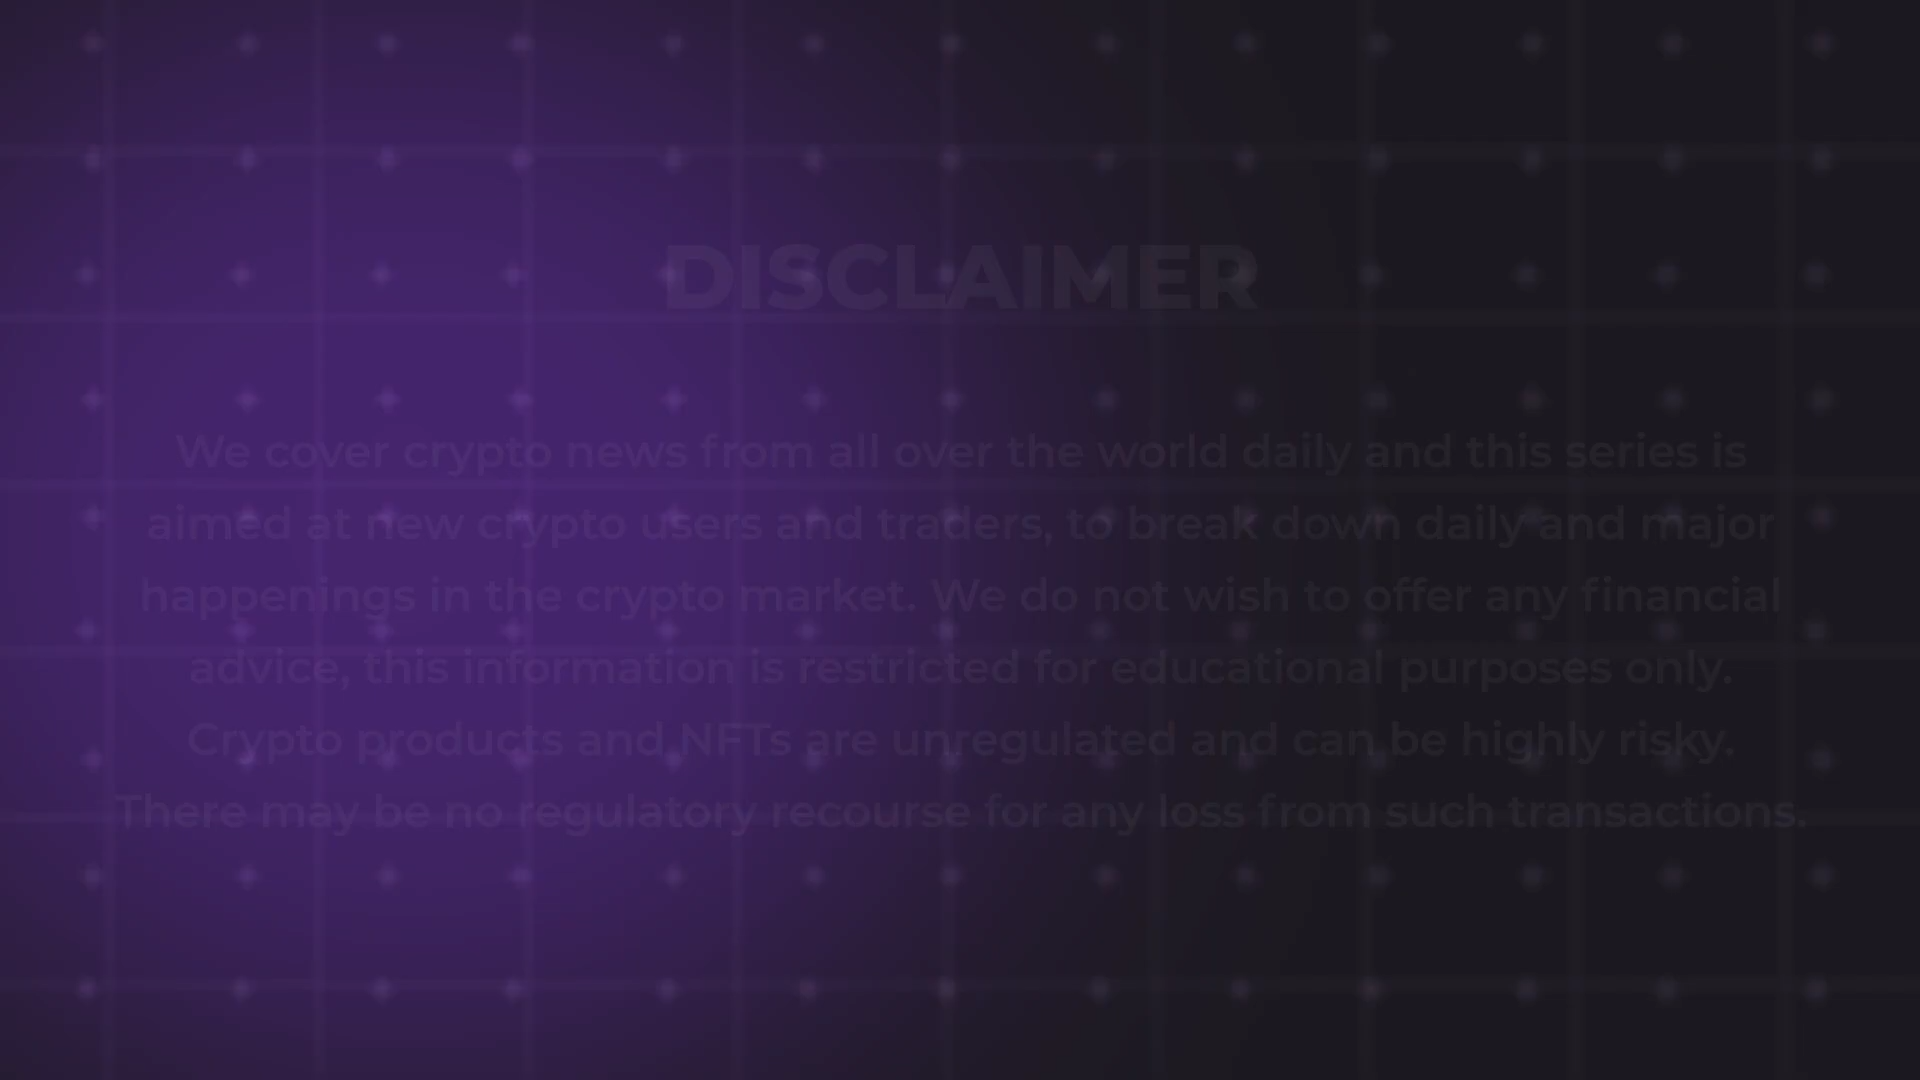 DISCLAIMER
We cover crypto news from all over the world daily and this series is
aimed at new crypto users and traders, to break down daily and major
happenings in the crypto market. We do not wish to offer any financial
advice, this information is restricted for educational purposes only.
Crypto products and NFTs are unregulated and can be highly risky.
There may be no regulatory recourse for any loss from such transactions.